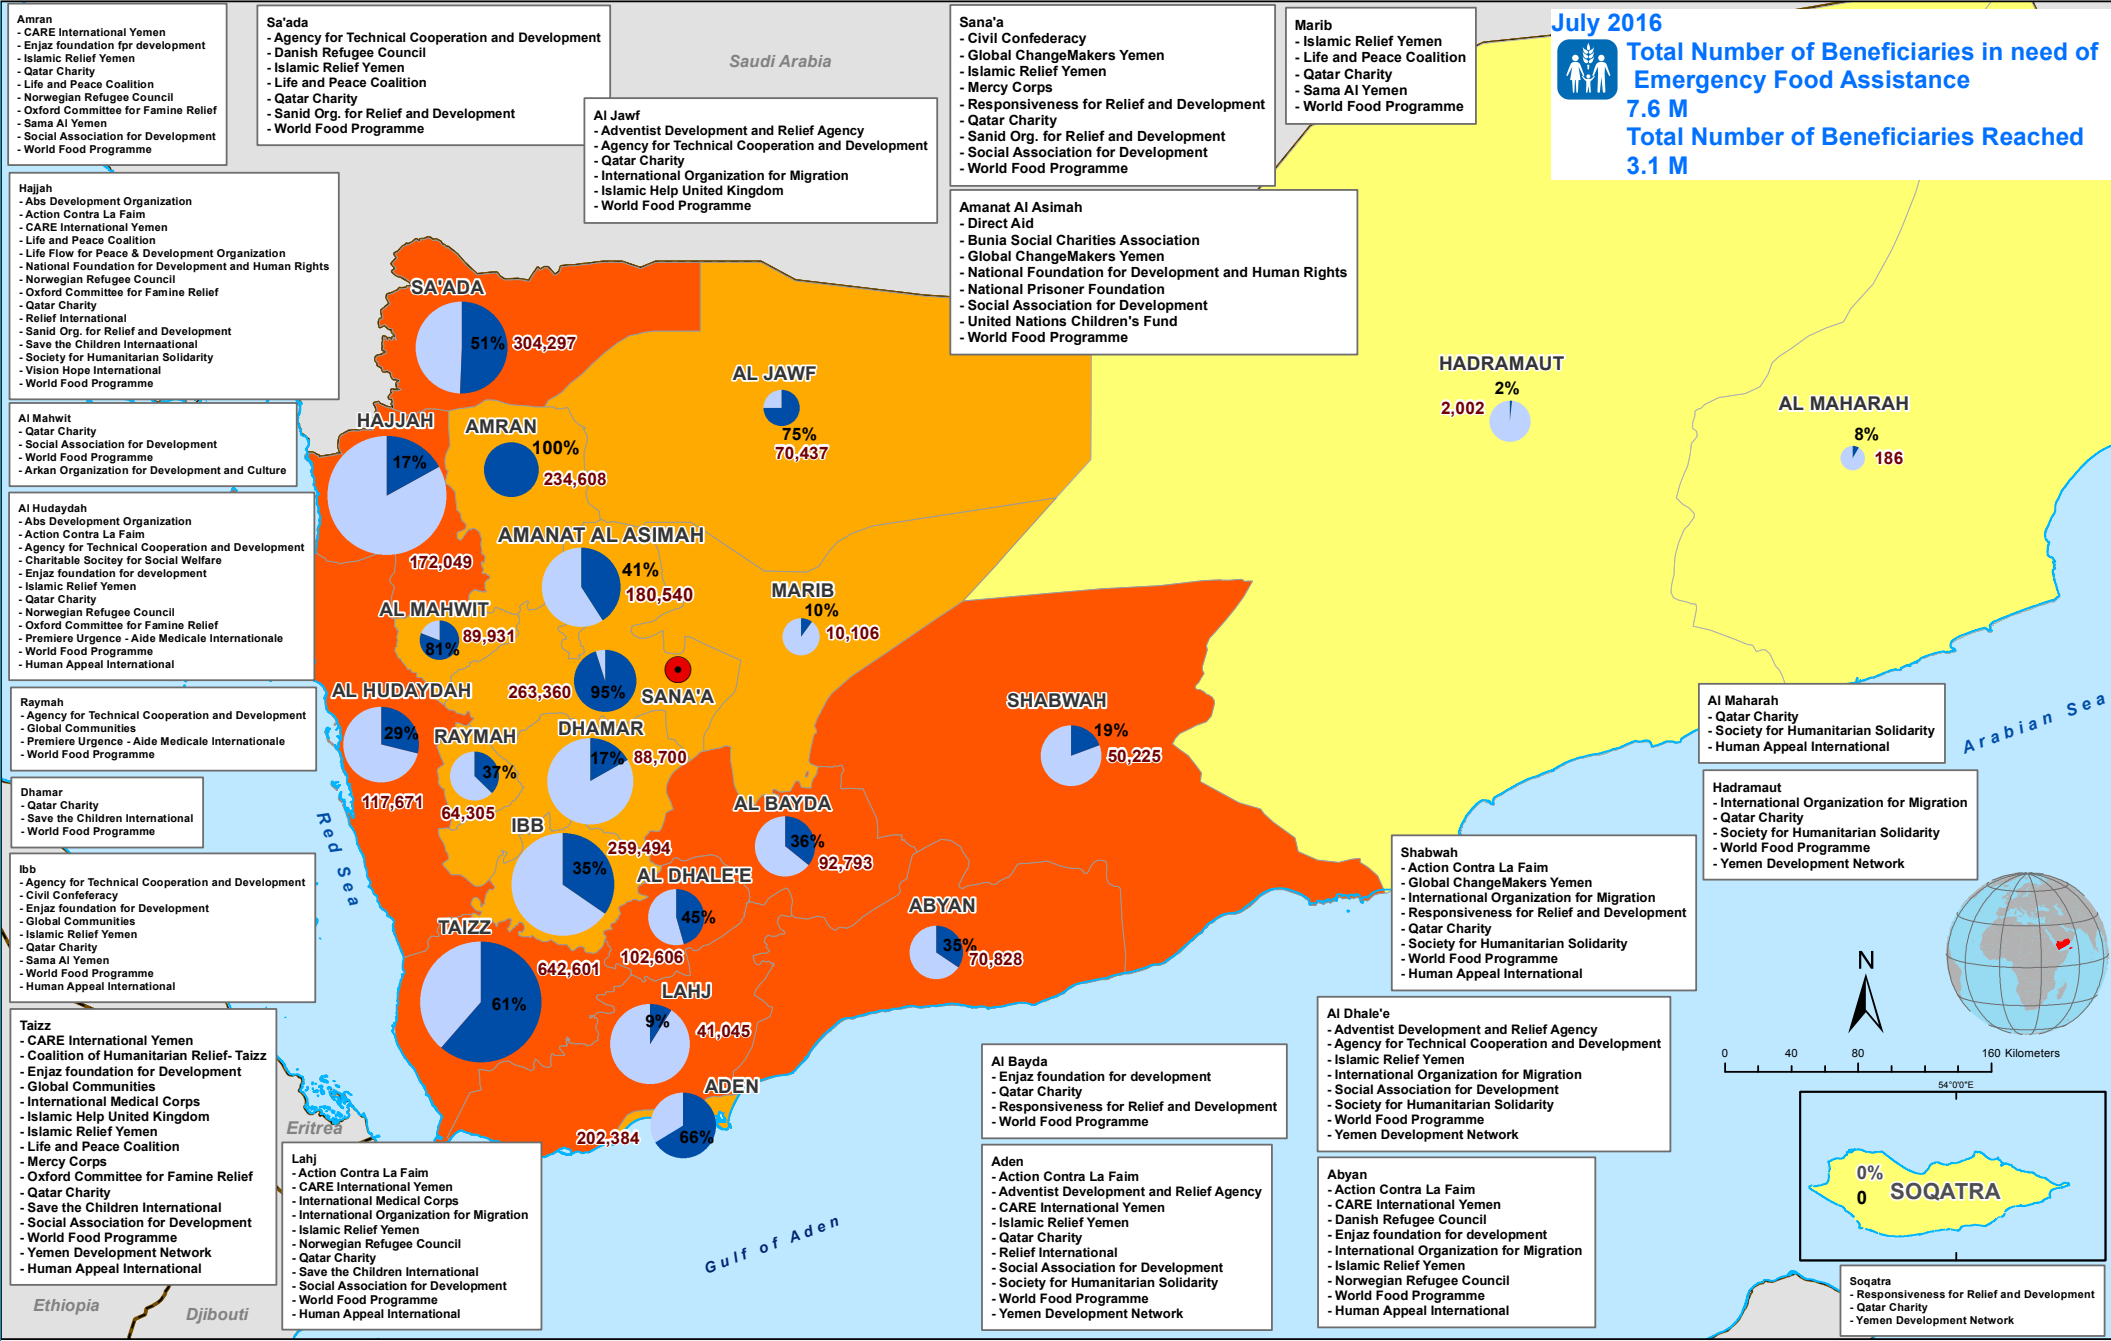 Amran
- CARE International Yemen
- Enjaz foundation fpr development
- Islamic Relief Yemen
- Qatar Charity
- Life and Peace Coalition
- Norwegian Refugee Council
- Oxford Committee for Famine Relief
- Sama Al Yemen
- Social Association for Development
- World Food Programme
Sa'ada
- Agency for Technical Cooperation and Development
- Danish Refugee Council
- Islamic Relief Yemen
- Life and Peace Coalition
- Qatar Charity
- Sanid Org. for Relief and Development
- World Food Programme
Saudi Arabia
Al Jawf
- Adventist Development and Relief Agency
- Agency for Technical Cooperation and Development
- Qatar Charity
- International Organization for Migration
- Islamic Help United Kingdom
- World Food Programme
Sana'a
- Civil Confederacy
- Global ChangeMakers Yemen
- Islamic Relief Yemen
- Mercy Corps
- Responsiveness for Relief and Development
- Qatar Charity
- Sanid Org. for Relief and Development
- Social Association for Development
- World Food Programme
Marib
- Islamic Relief Yemen
- Life and Peace Coalition
- Qatar Charity
- Sama Al Yemen
- World Food Programme
July 2016
Total Number of Beneficiaries in need of
Emergency Food Assistance
7.6 M
Total Number of Beneficiaries Reached
3.1 M
Amanat Al Asimah
- Direct Aid
- Bunia Social Charities Association
- Global ChangeMakers Yemen
- National Foundation for Development and Human Rights
- National Prisoner Foundation
- Social Association for Development
- United Nations Children's Fund
- World Food Programme
Hajjah
- Abs Development Organization
- Action Contra La Faim
- CARE International Yemen
- Life and Peace Coalition
- Life Flow for Peace & Development Organization
- National Foundation for Development and Human Rights
- Norwegian Refugee Council
- Oxford Committee for Famine Relief
- Qatar Charity
- Relief International
- Sanid Org. for Relief and Development
- Save the Children Internaational
- Society for Humanitarian Solidarity
- Vision Hope International
- World Food Programme
Al Mahwit
- Qatar Charity
- Social Association for Development
- World Food Programme
- Arkan Organization for Development and Culture
Al Hudaydah
- Abs Development Organization
- Action Contra La Faim
- Agency for Technical Cooperation and Development
- Charitable Socitey for Social Welfare
- Enjaz foundation for development
- Islamic Relief Yemen
- Qatar Charity
- Norwegian Refugee Council
- Oxford Committee for Famine Relief
- Premiere Urgence - Aide Medicale Internationale
- World Food Programme
- Human Appeal International
Raymah
- Agency for Technical Cooperation and Development
- Global Communities
- Premiere Urgence - Aide Medicale Internationale
- World Food Programme
Dhamar
- Qatar Charity
- Save the Children International
- World Food Programme
Ibb
- Agency for Technical Cooperation and Development
- Civil Confeferacy
- Enjaz foundation for Development
- Global Communities
- Islamic Relief Yemen
- Qatar Charity
- Sama Al Yemen
- World Food Programme
- Human Appeal International
Taizz
- CARE International Yemen
- Coalition of Humanitarian Relief- Taizz
- Enjaz foundation for Development
- Global Communities
- International Medical Corps
- Islamic Help United Kingdom
- Islamic Relief Yemen
- Life and Peace Coalition
- Mercy Corps
- Oxford Committee for Famine Relief
- Qatar Charity
- Save the Children International
- Social Association for Development
- World Food Programme
- Yemen Development Network
- Human Appeal International
Lahj
- Action Contra La Faim
- CARE International Yemen
- International Medical Corps
- International Organization for Migration
- Islamic Relief Yemen
- Norwegian Refugee Council
- Qatar Charity
- Save the Children International
- Social Association for Development
- World Food Programme
- Human Appeal International
SA'ADA
51% 304,297
HAJJAH
17%
172,049
AMRAN
100%
234,608
AL JAWF
75%
70,437
HADRAMAUT
2%
2,002
AL MAHARAH
8%
186
AMANAT AL ASIMAH
41%
180,540
MARIB
10%
10,106
AL MAHWIT
89,931
81%
263,360
95%
SANA'A
AL HUDAYDAH
29%
117,671
RAYMAH
37%
64,305
DHAMAR
17% 88,700
SHABWAH
19%
50,225
IBB
259,494
35%
AL BAYDA
36%
92,793
AL DHALE'E
45%
102,606
ABYAN
35%
70,828
TAIZZ
642,601
61%
LAHJ
9%
41,045
ADEN
202,384
66%
Red Sea
Gulf of Aden
Arabian Sea
Eritrea
Ethiopia
Djibouti
Al Maharah
- Qatar Charity
- Society for Humanitarian Solidarity
- Human Appeal International
Hadramaut
- International Organization for Migration
- Qatar Charity
- Society for Humanitarian Solidarity
- World Food Programme
- Yemen Development Network
Shabwah
- Action Contra La Faim
- Global ChangeMakers Yemen
- International Organization for Migration
- Responsiveness for Relief and Development
- Qatar Charity
- Society for Humanitarian Solidarity
- World Food Programme
- Human Appeal International
Al Dhale'e
- Adventist Development and Relief Agency
- Agency for Technical Cooperation and Development
- Islamic Relief Yemen
- International Organization for Migration
- Social Association for Development
- Society for Humanitarian Solidarity
- World Food Programme
- Yemen Development Network
Al Bayda
- Enjaz foundation for development
- Qatar Charity
- Responsiveness for Relief and Development
- World Food Programme
Aden
- Action Contra La Faim
- Adventist Development and Relief Agency
- CARE International Yemen
- Islamic Relief Yemen
- Qatar Charity
- Relief International
- Social Association for Development
- Society for Humanitarian Solidarity
- World Food Programme
- Yemen Development Network
Abyan
- Action Contra La Faim
- CARE International Yemen
- Danish Refugee Council
- Enjaz foundation for development
- International Organization for Migration
- Islamic Relief Yemen
- Norwegian Refugee Council
- World Food Programme
- Human Appeal International
N
0 40 80 160 Kilometers
54°0'0"E
0%
0
SOQATRA
Soqatra
- Responsiveness for Relief and Development
- Qatar Charity
- Yemen Development Network